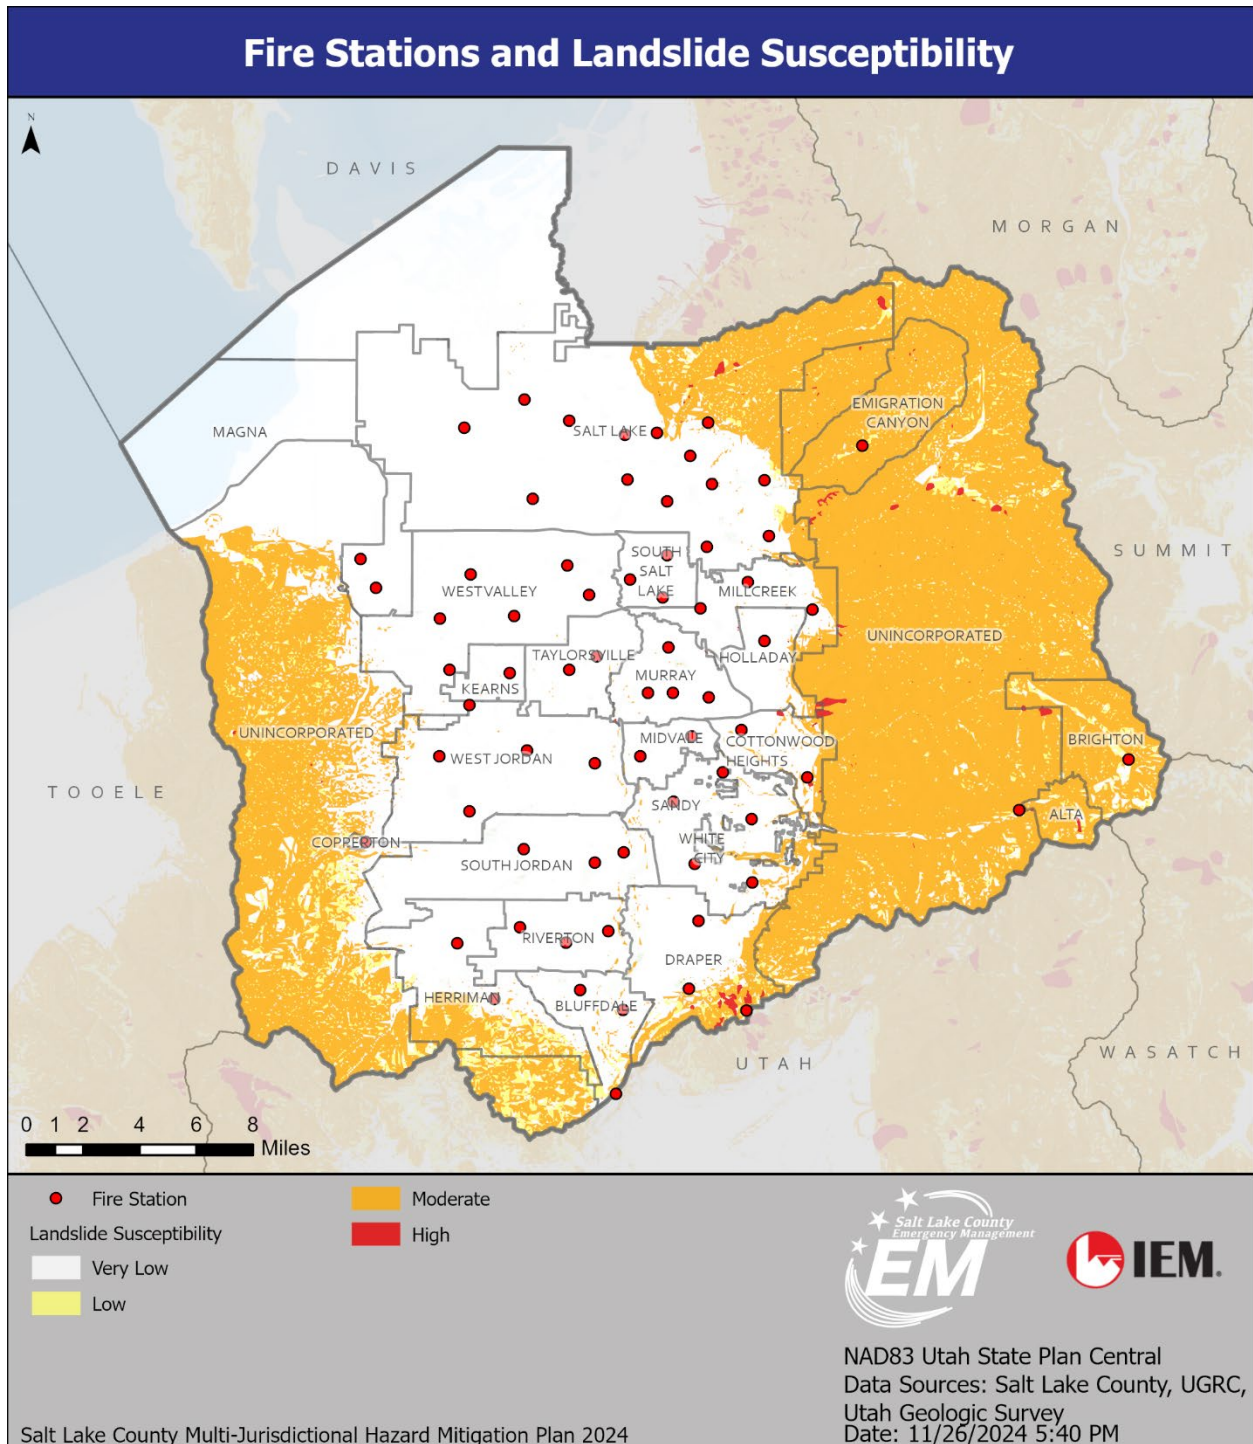 Fire Stations and Landslide Susceptibility
N
DAVIS
MORGAN
EMIGRATION
CANYON
MAGNA
SALT LAKE
SUMMIT
SOUTH
SALT
LAKE
WEST VALLEY
MILLCREEK
UNINCORPORATED
TAYLORSVILLE
HOLLADAY
MURRAY
KEARNS
UNINCORPORATED
MIDVALE
COTTONWOOD
HEIGHTS
BRIGHTON
WEST JORDAN
TOOELE
SANDY
ALTA
COPPERTON
WHITE
CITY
SOUTH JORDAN
RIVERTON
DRAPER
HERRIMAN
BLUFFDALE
UTAH
WASATCH
0 1 2 4 6 8
Miles
Fire Station
Landslide Susceptibility
Very Low
Low
Moderate
High
Salt Lake County
Emergency Management
EM
IEM.
NAD83 Utah State Plan Central
Data Sources: Salt Lake County, UGRC,
Utah Geologic Survey
Date: 11/26/2024 5:40 PM
Salt Lake County Multi-Jurisdictional Hazard Mitigation Plan 2024